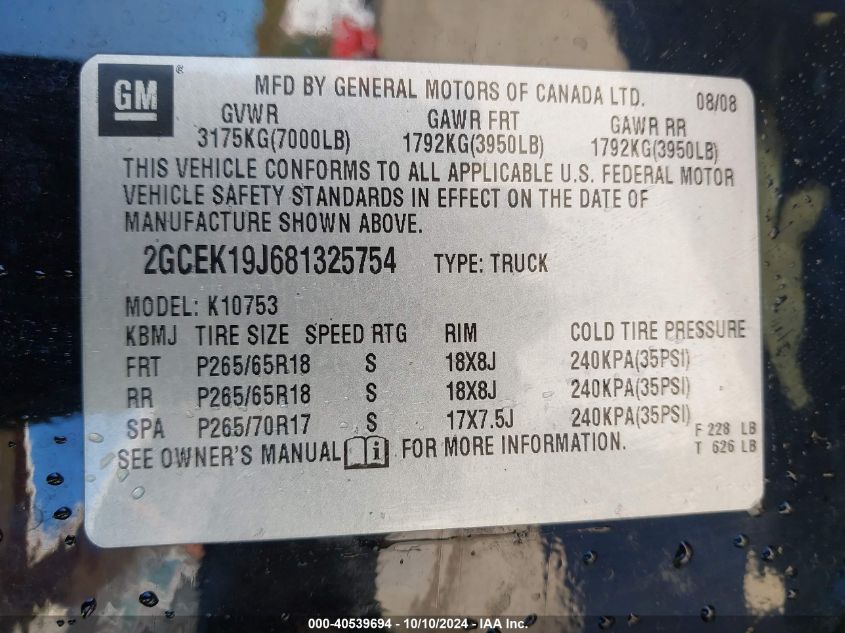 GM ®
MFD BY GENERAL MOTORS OF CANADA LTD. 08/08
GVWR GAWR FRT GAWR RR
3175KG(7000LB) 1792KG(3950LB) 1792KG(3950LB)
THIS VEHICLE CONFORMS TO ALL APPLICABLE U.S. FEDERAL MOTOR
VEHICLE SAFETY STANDARDS IN EFFECT ON THE DATE OF
MANUFACTURE SHOWN ABOVE.
2GCEK19J681325754 TYPE: TRUCK
MODEL: K10753
KBMJ TIRE SIZE SPEED RTG RIM COLD TIRE PRESSURE
FRT P265/65R18 S 18X8J 240KPA(35PSI)
RR P265/65R18 S 18X8J 240KPA(35PSI)
SPA P265/70R17 S 17X7.5J 240KPA(35PSI) F 228 LB
SEE OWNER'S MANUAL i FOR MORE INFORMATION. T 626 LB
000-40539694 - 10/10/2024 - IAA Inc.